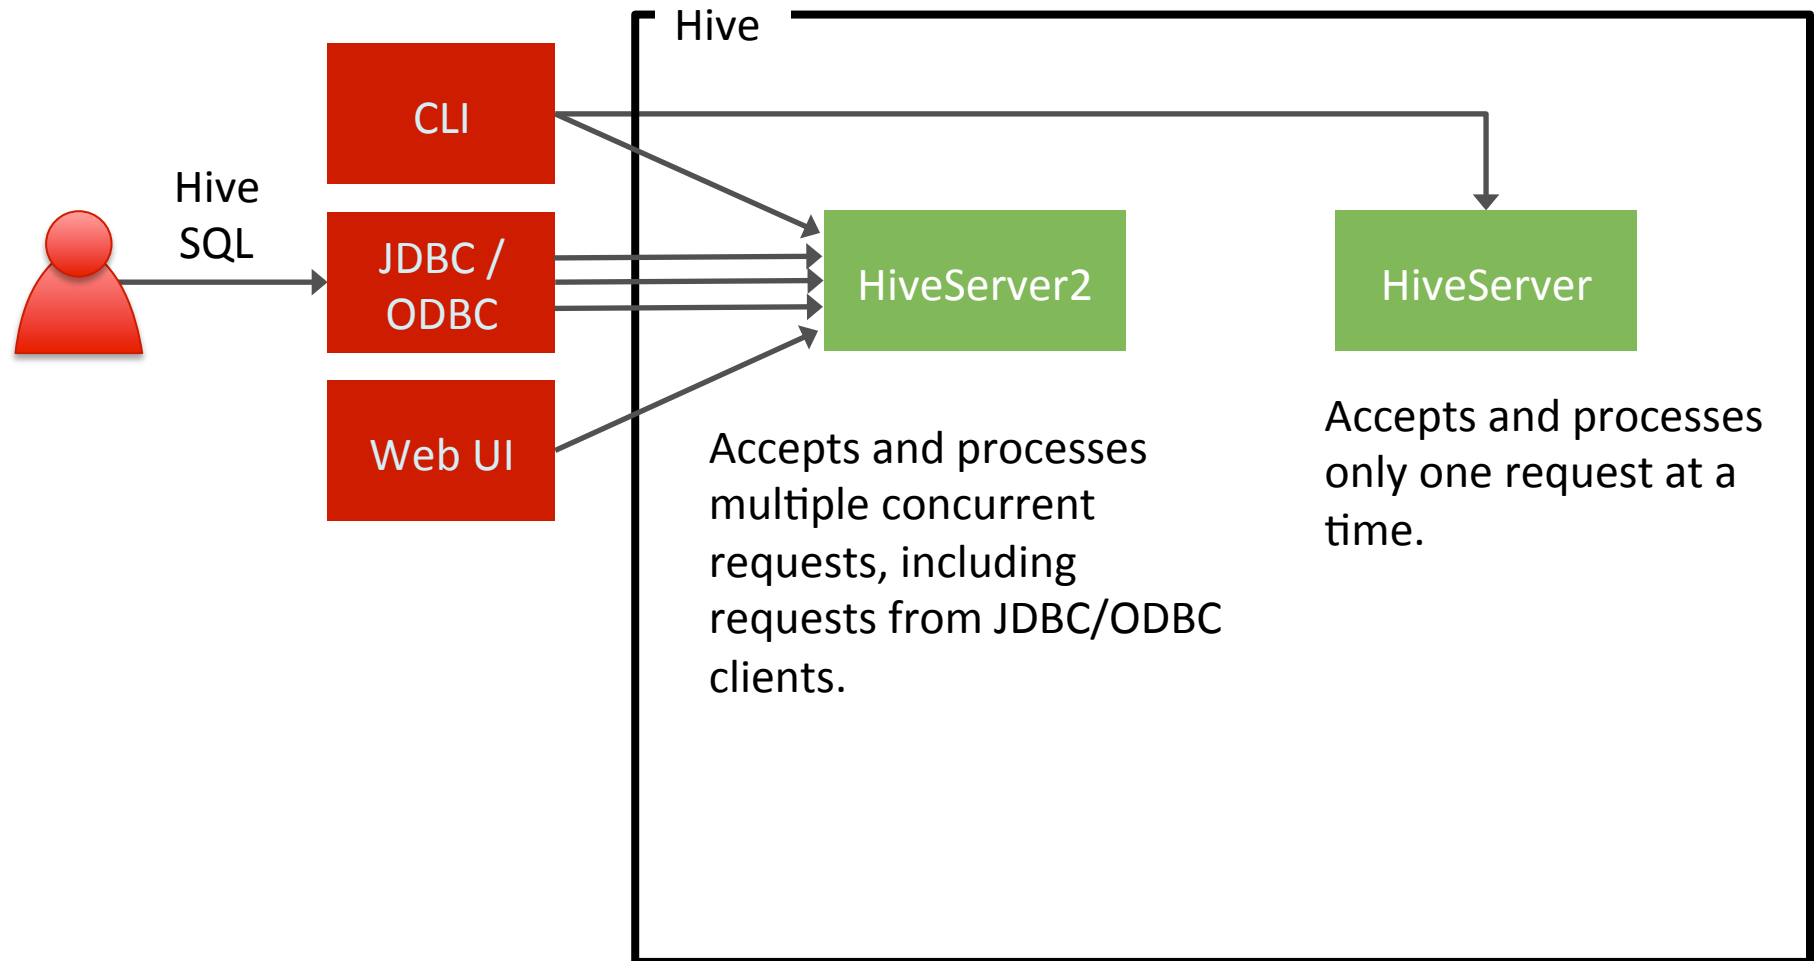 Hive
CLI
Hive
SQL
JDBC /
ODBC
HiveServer2
HiveServer
Web UI
Accepts and processes
multiple concurrent
requests, including
requests from JDBC/ODBC
clients.
Accepts and processes
only one request at a
time.